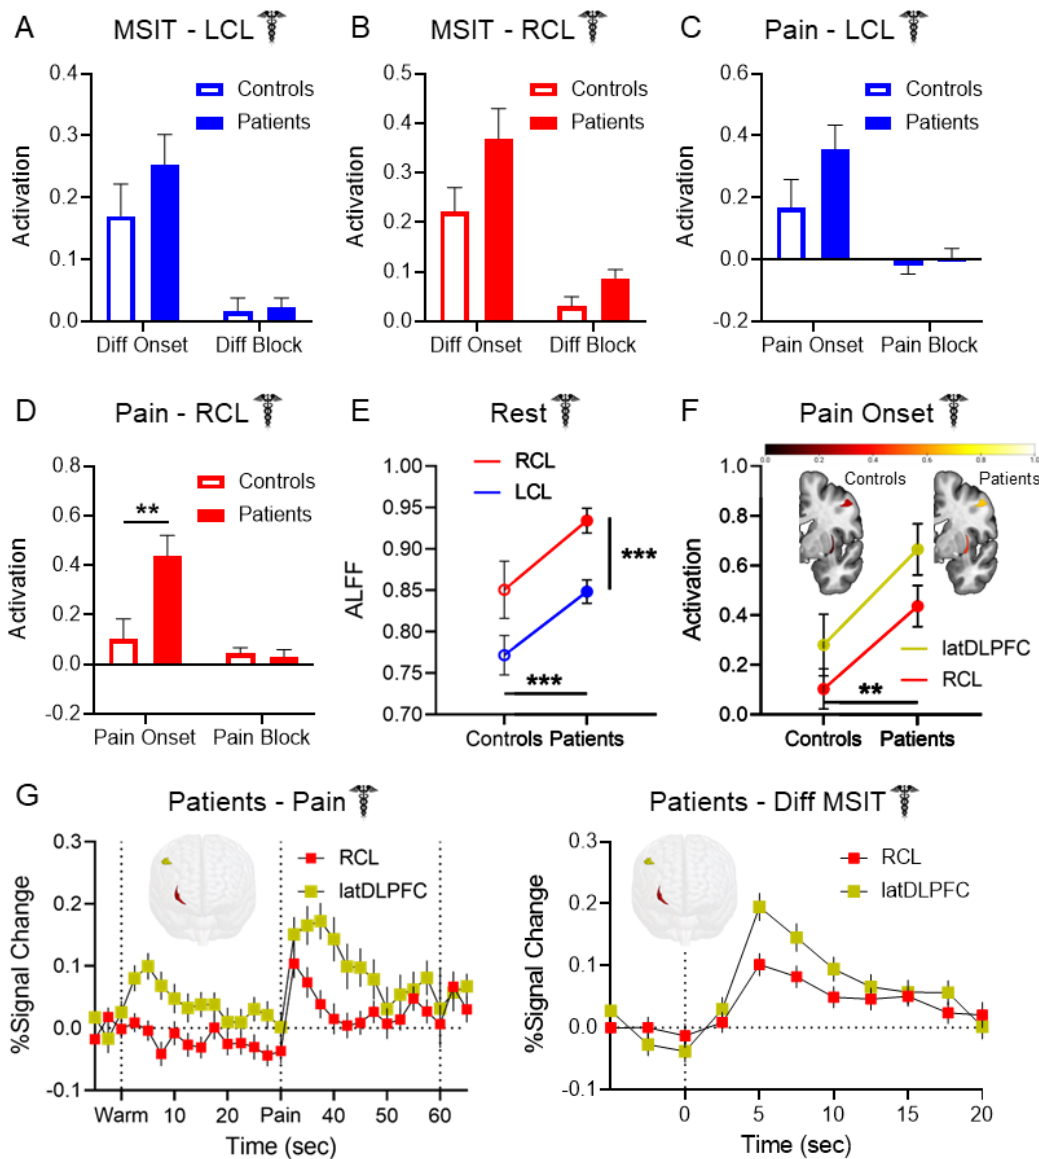 A MSIT - LCL
B MSIT - RCL
C Pain - LCL
0.4
0.3
0.2
0.1
0.0
Activation
Controls
Patients
Diff Onset Diff Block
0.5
0.4
0.3
0.2
0.1
0.0
Activation
Controls
Patients
Diff Onset Diff Block
0.6
0.4
0.2
0.0
-0.2
Activation
Controls
Patients
Pain Onset Pain Block
D Pain - RCL
E Rest
F Pain Onset
0.8
0.6
0.4
0.2
0.0
-0.2
Activation
Controls
Patients
**
Pain Onset Pain Block
1.00
0.95
0.90
0.85
0.80
0.75
0.70
ALFF
RCL
LCL
***
***
Controls Patients
0.0 0.2 0.4 0.6 0.8 1.0
1.0
0.8
0.6
0.4
0.2
0.0
Activation
Controls
Patients
latDLPFC
RCL
**
Controls Patients
G Patients - Pain
Patients - Diff MSIT
0.3
0.2
0.1
0.0
-0.1
%Signal Change
RCL
latDLPFC
Warm 10 20 Pain 40 50 60
Time (sec)
0.3
0.2
0.1
0.0
-0.1
%Signal Change
RCL
latDLPFC
0 5 10 15 20
Time (sec)